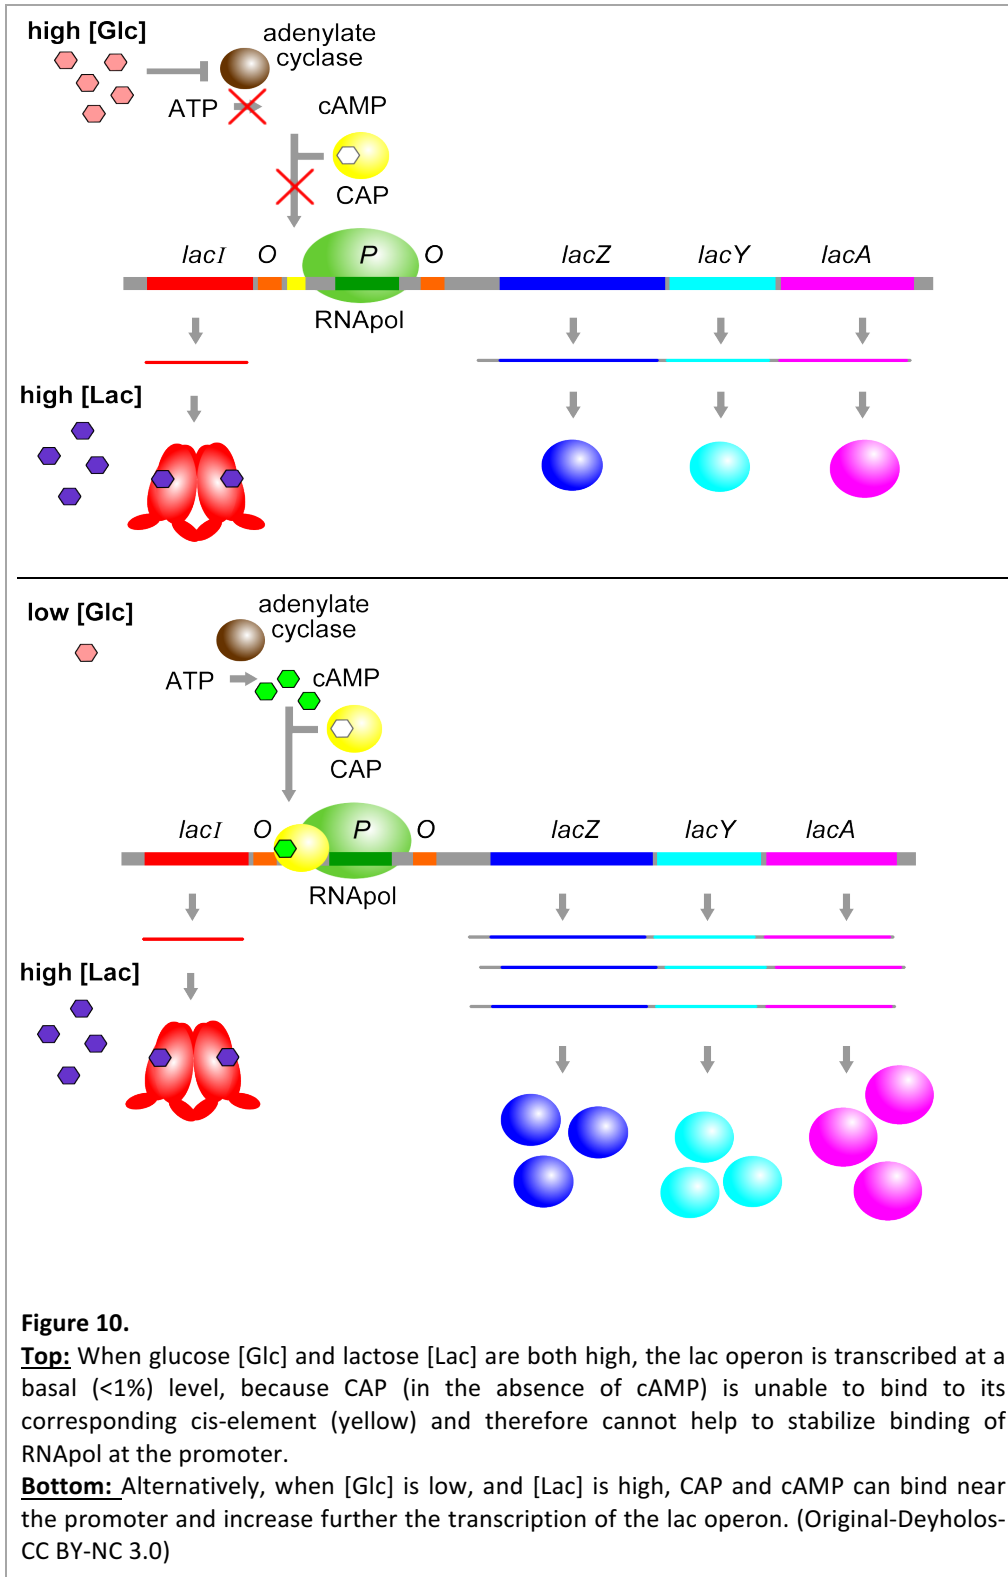 high [Glc]
adenylate
cyclase
ATP
cAMP
CAP
lacI O P O lacZ lacY lacA
RNApol
high [Lac]
low [Glc]
adenylate
cyclase
ATP
cAMP
CAP
lacI O P O lacZ lacY lacA
RNApol
high [Lac]
Figure 10.
Top: When glucose [Glc] and lactose [Lac] are both high, the lac operon is transcribed at a
basal (<1%) level, because CAP (in the absence of cAMP) is unable to bind to its
corresponding cis-element (yellow) and therefore cannot help to stabilize binding of
RNApol at the promoter.
Bottom: Alternatively, when [Glc] is low, and [Lac] is high, CAP and cAMP can bind near
the promoter and increase further the transcription of the lac operon. (Original-Deyholos-
CC BY-NC 3.0)